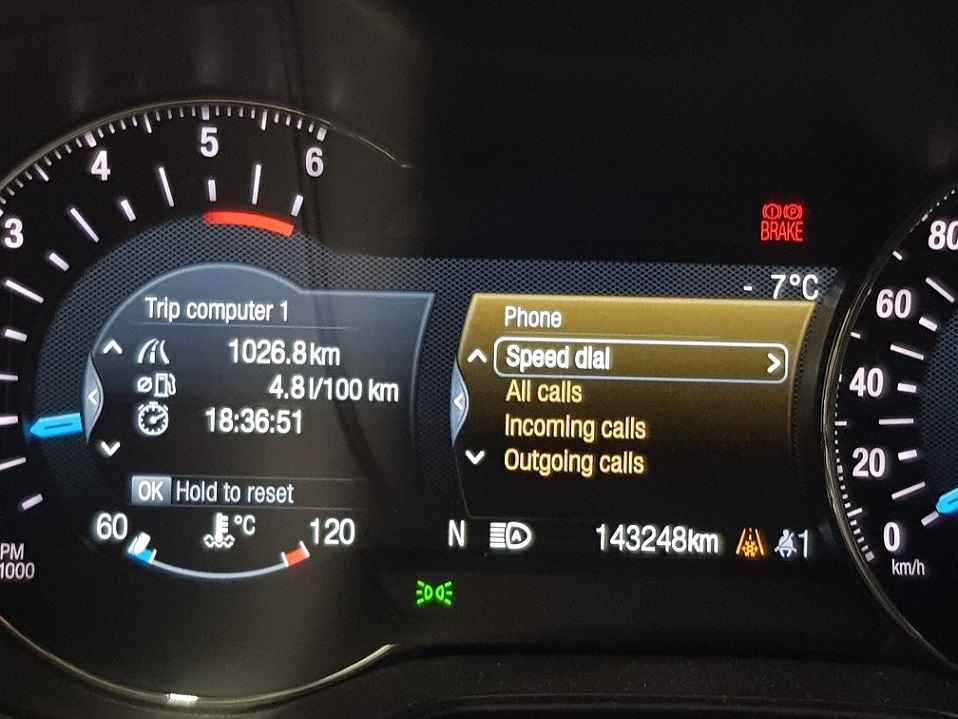 3
4
5
6
PM
1000
BRAKE
- 7°C
Trip computer 1
1026.8 km
4.8 l/100 km
18:36:51
OK Hold to reset
60 °C 120
Phone
Speed dial
All calls
Incoming calls
Outgoing calls
N A 143248km 1
80
60
40
20
0
km/h